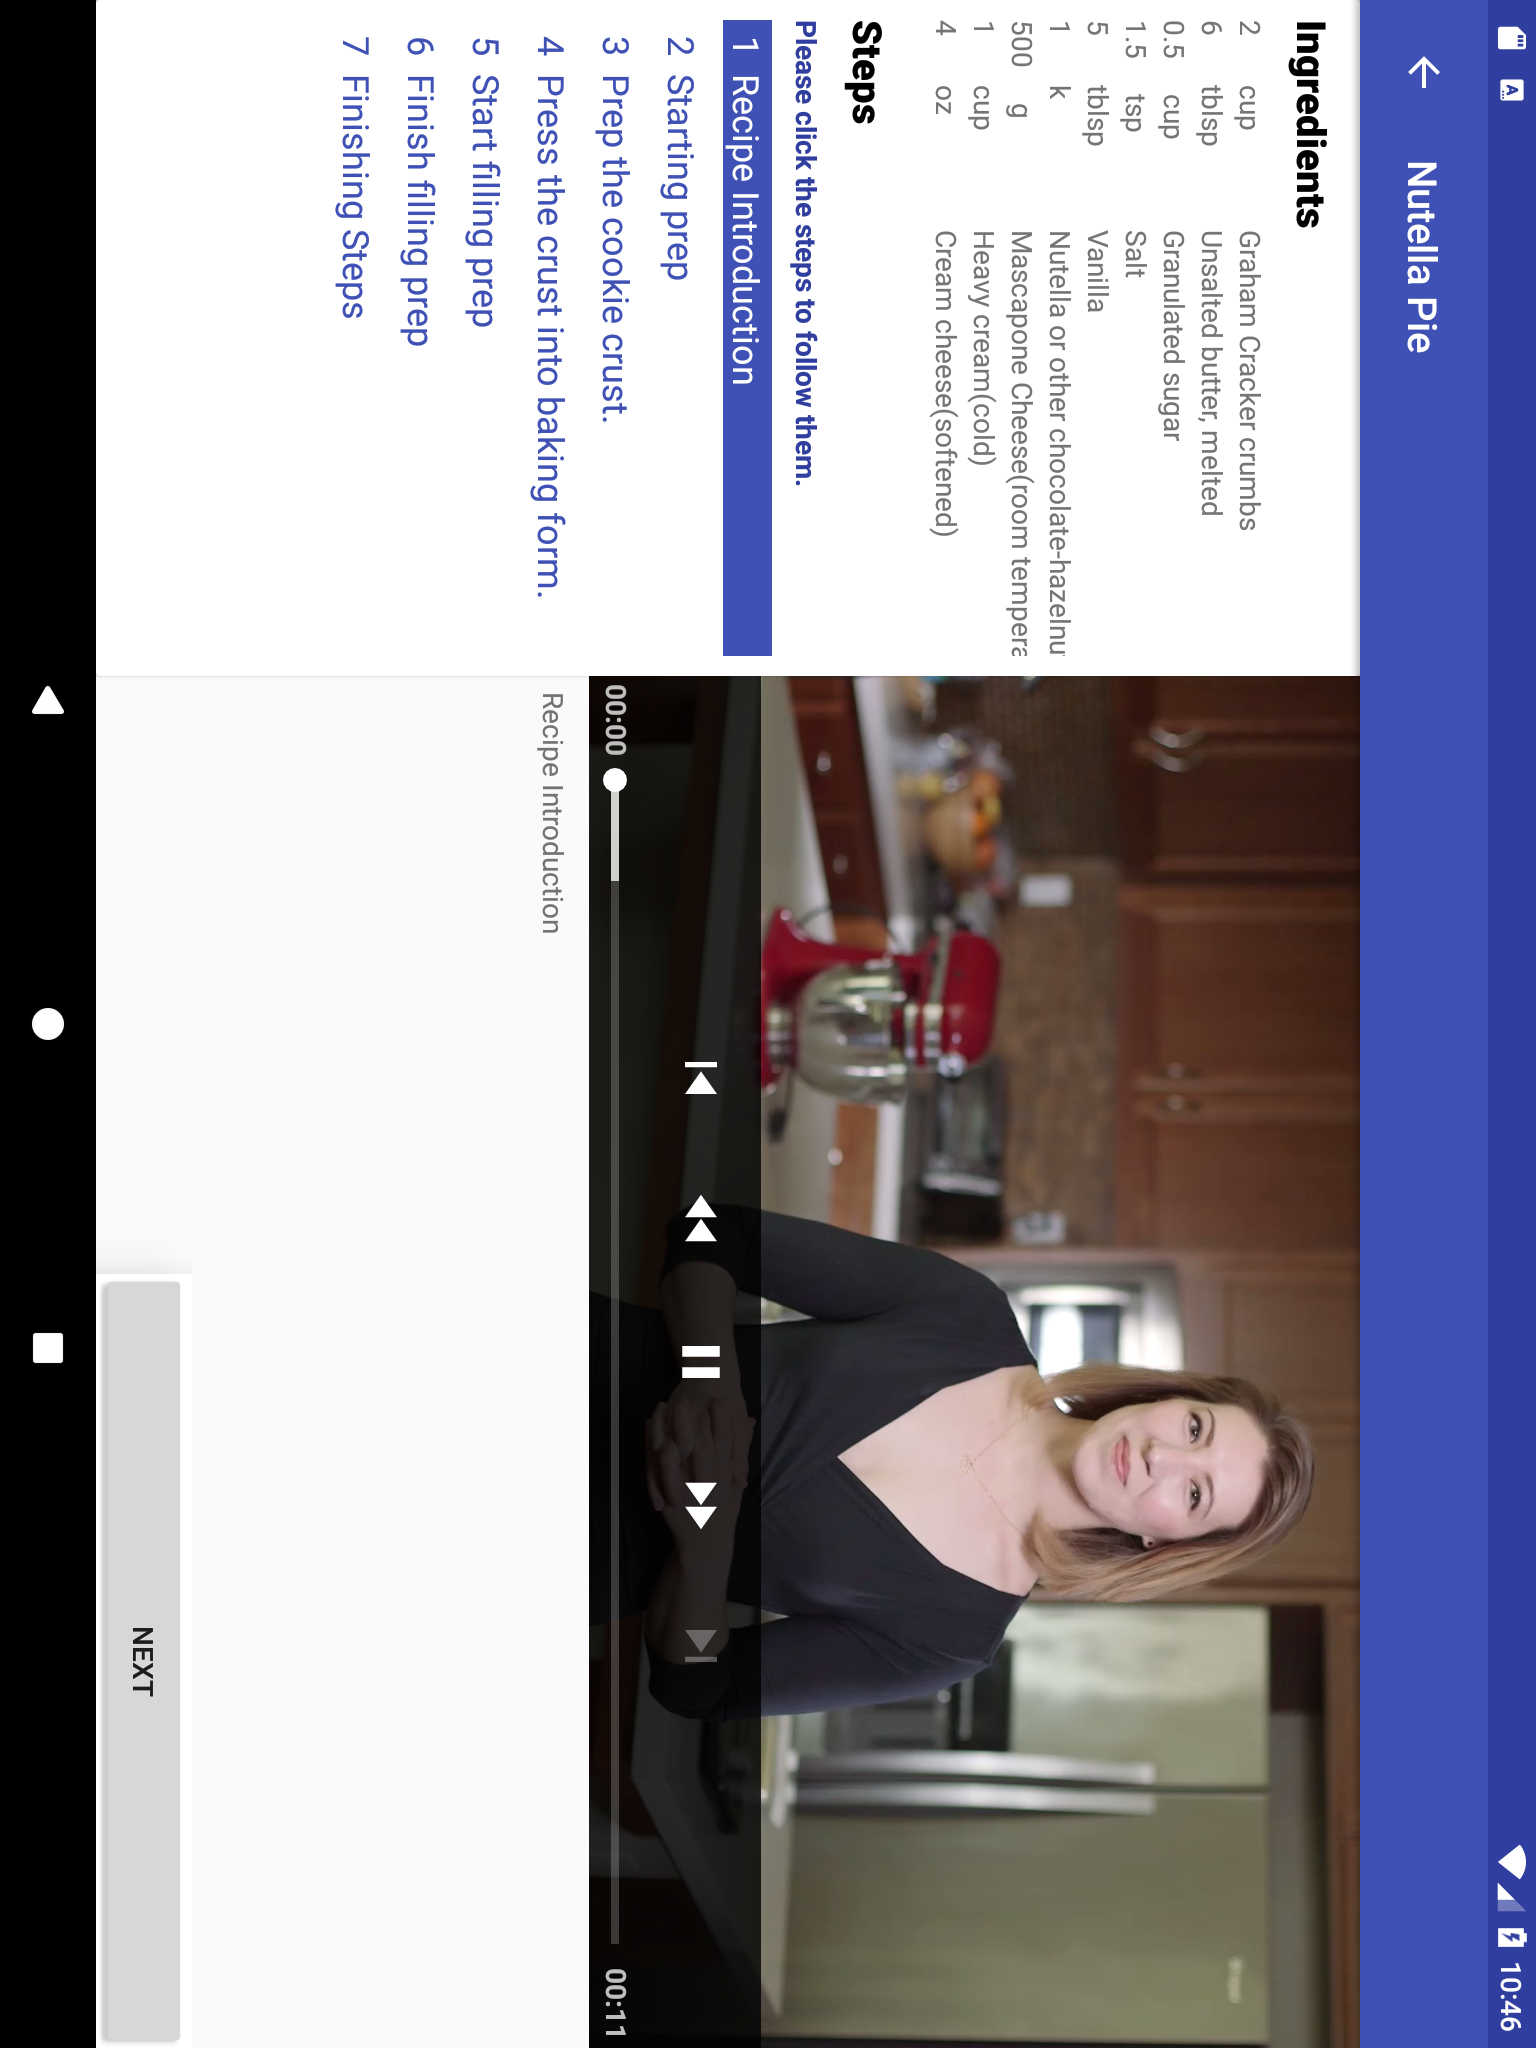 10:46
Nutella Pie
Ingredients
2 cup Graham Cracker crumbs
6 tblsp Unsalted butter, melted
0.5 cup Granulated sugar
1.5 tsp Salt
5 tblsp Vanilla
1 k Nutella or other chocolate-hazelnu
500 g Mascapone Cheese(room tempera
1 cup Heavy cream(cold)
4 oz Cream cheese(softened)
Steps
Please click the steps to follow them.
1 Recipe Introduction
2 Starting prep
3 Prep the cookie crust.
4 Press the crust into baking form.
5 Start filling prep
6 Finish filling prep
7 Finishing Steps
00:00
00:11
Recipe Introduction
NEXT